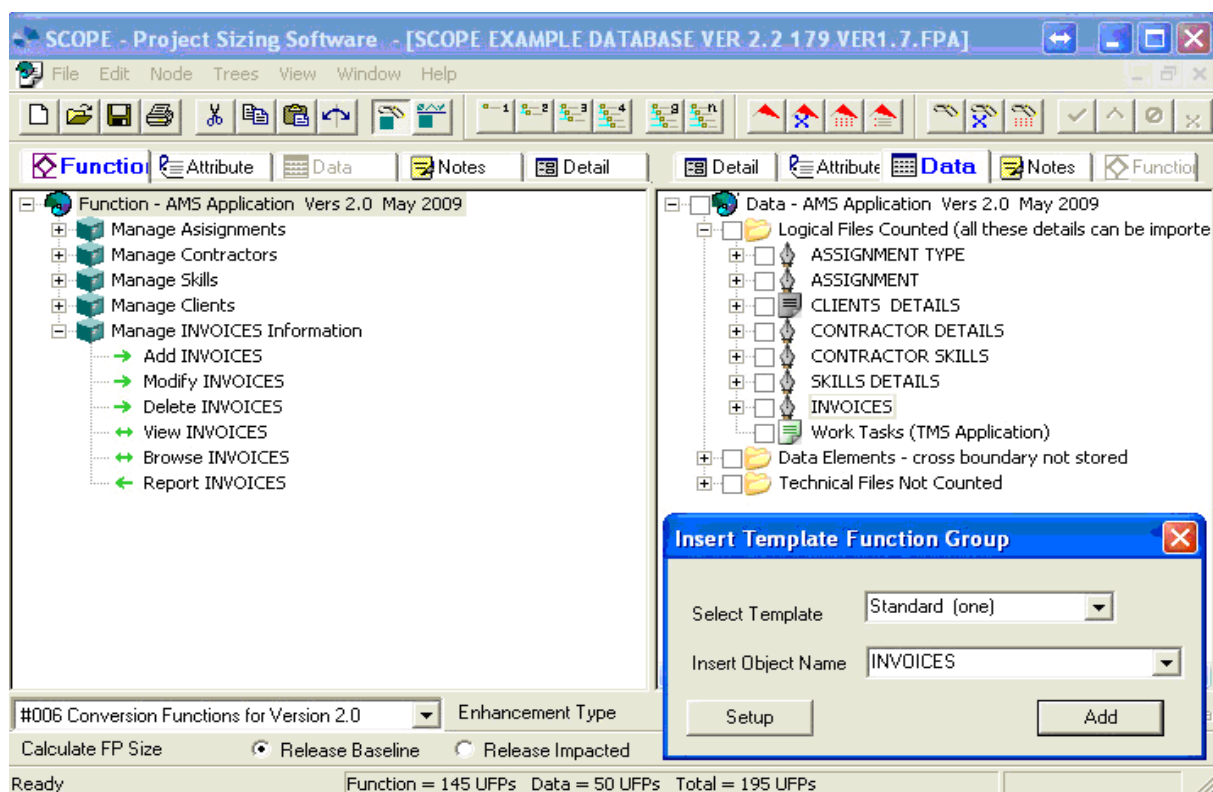 SCOPE - Project Sizing Software - [SCOPE EXAMPLE DATABASE VER 2.2 179 VER1.7.FPA]
File Edit Node Trees View Window Help
Function Attribute Data Notes Detail
Detail Attribute Data Notes Function
Function - AMS Application Vers 2.0 May 2009
Manage Asisignments
Manage Contractors
Manage Skills
Manage Clients
Manage INVOICES Information
Add INVOICES
Modify INVOICES
Delete INVOICES
View INVOICES
Browse INVOICES
Report INVOICES
Data - AMS Application Vers 2.0 May 2009
Logical Files Counted (all these details can be importe
ASSIGNMENT TYPE
ASSIGNMENT
CLIENTS DETAILS
CONTRACTOR DETAILS
CONTRACTOR SKILLS
SKILLS DETAILS
INVOICES
Work Tasks (TMS Application)
Data Elements - cross boundary not stored
Technical Files Not Counted
Insert Template Function Group
Select Template Standard (one)
Insert Object Name INVOICES
Setup Add
#006 Conversion Functions for Version 2.0 Enhancement Type
Calculate FP Size Release Baseline Release Impacted
Ready Function = 145 UFPs Data = 50 UFPs Total = 195 UFPs